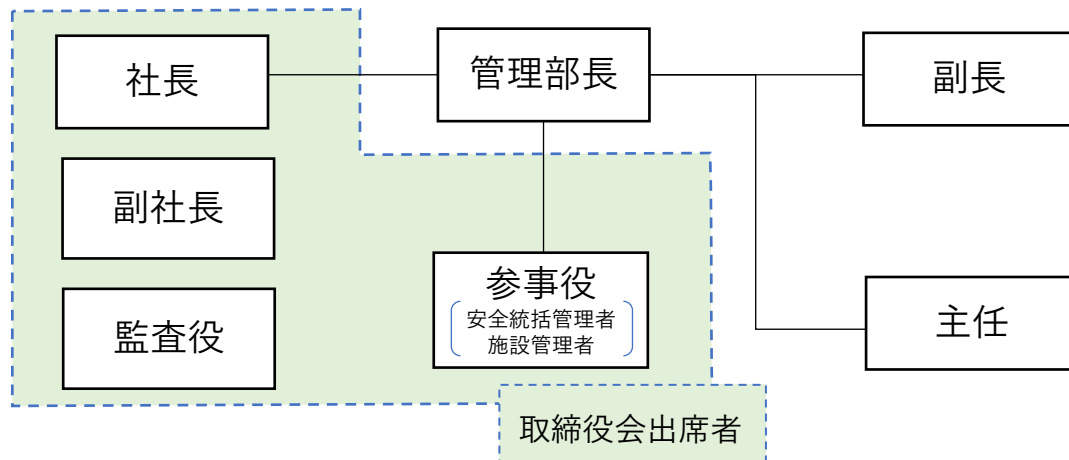 社長
管理部長
副長
副社長
参事役
安全統括管理者
施設管理者
監査役
主任
取締役会出席者